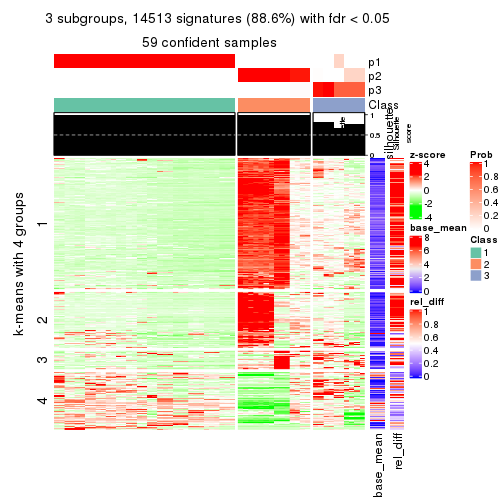 3 subgroups, 14513 signatures (88.6%) with fdr < 0.05
59 confident samples
p1
p2
p3
Class
1
0.5
0
silhouette
Silhouette
score
k-means with 4 groups
1
2
3
4
base_mean
rel_diff
z-score
4
2
0
-2
-4
base_mean
8
6
4
2
0
rel_diff
1
0.8
0.6
0.4
0.2
0
Prob
1
0.8
0.6
0.4
0.2
0
Class
1
2
3